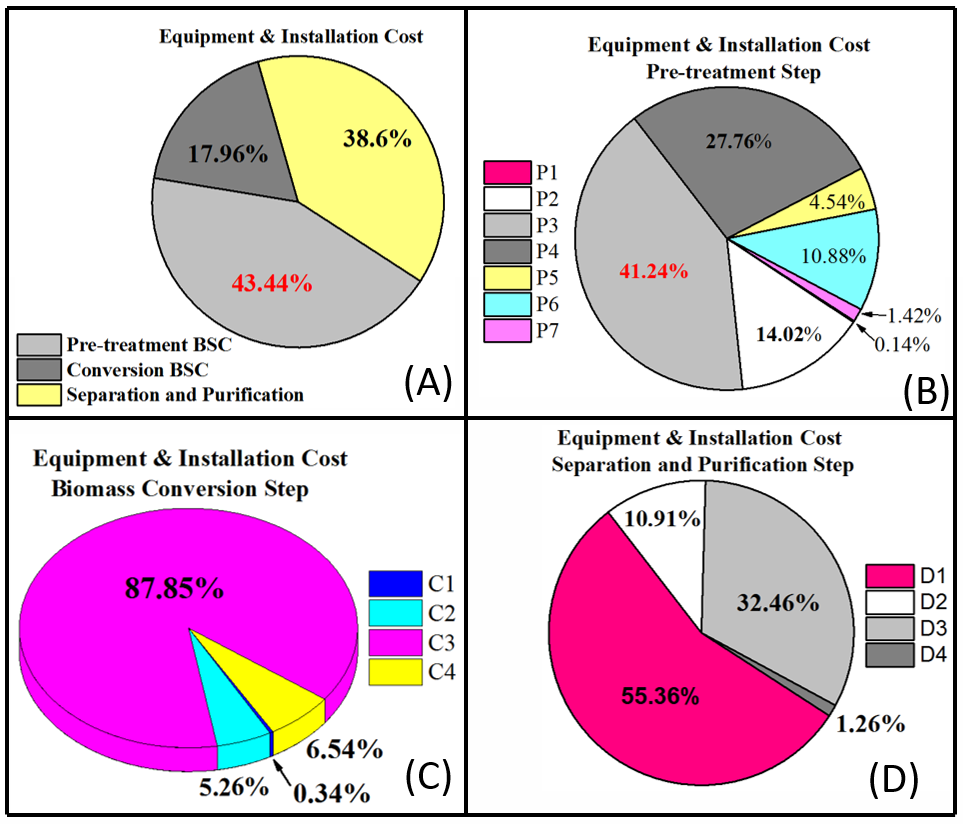 Equipment & Installation Cost
38.6%
17.96%
43.44%
Pre-treatment BSC
Conversion BSC
Separation and Purification
(A)
Equipment & Installation Cost
Pre-treatment Step
27.76%
P1
P2
P3
P4
P5
P6
P7
4.54%
10.88%
41.24%
1.42%
14.02%
0.14%
(B)
Equipment & Installation Cost
Biomass Conversion Step
87.85%
C1
C2
C3
C4
6.54%
5.26%
0.34%
(C)
Equipment & Installation Cost
Separation and Purification Step
10.91%
D1
D2
D3
D4
32.46%
55.36%
1.26%
(D)